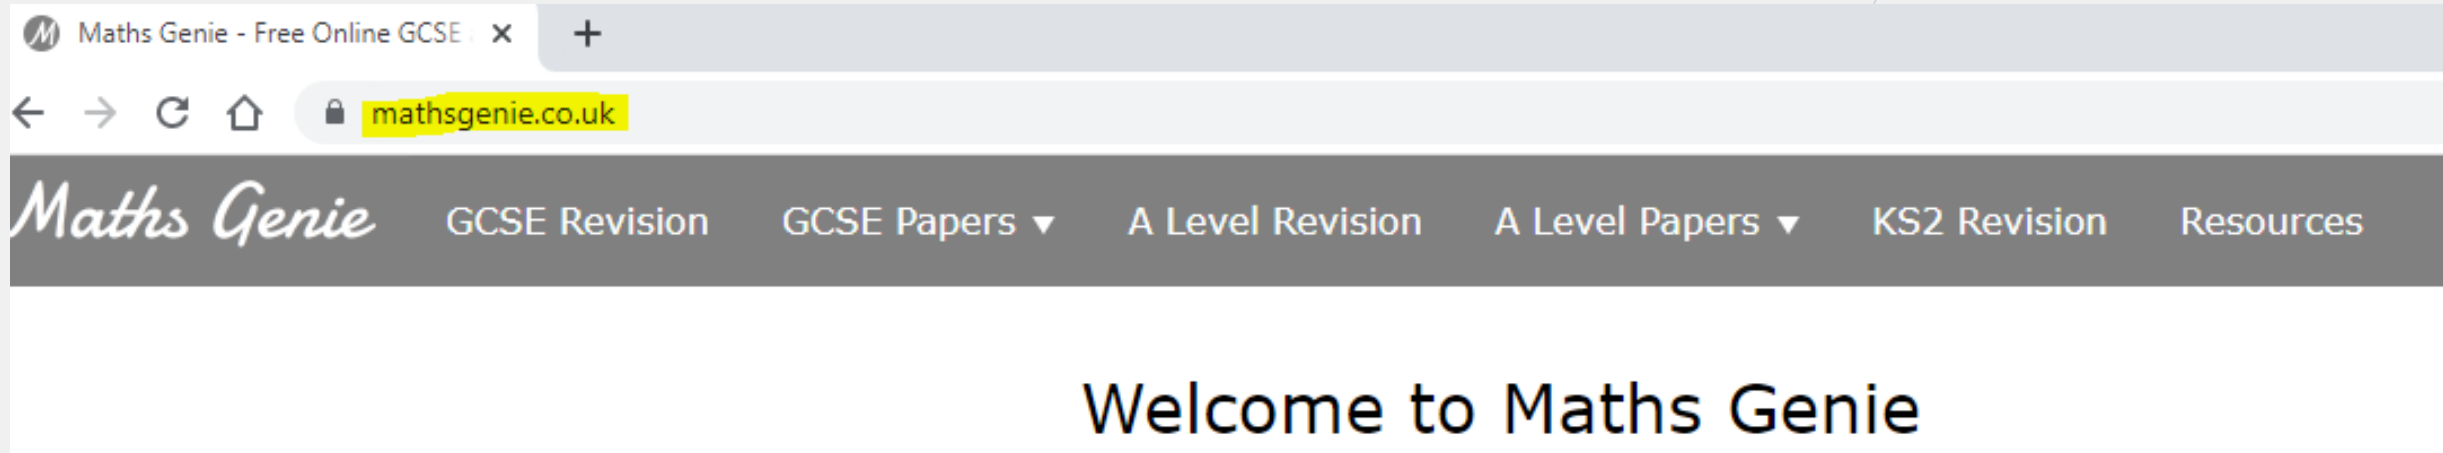 Maths Genie - Free Online GCSE
mathsgenie.co.uk
Maths Genie GCSE Revision GCSE Papers ▼ A Level Revision A Level Papers ▼ KS2 Revision Resources
Welcome to Maths Genie